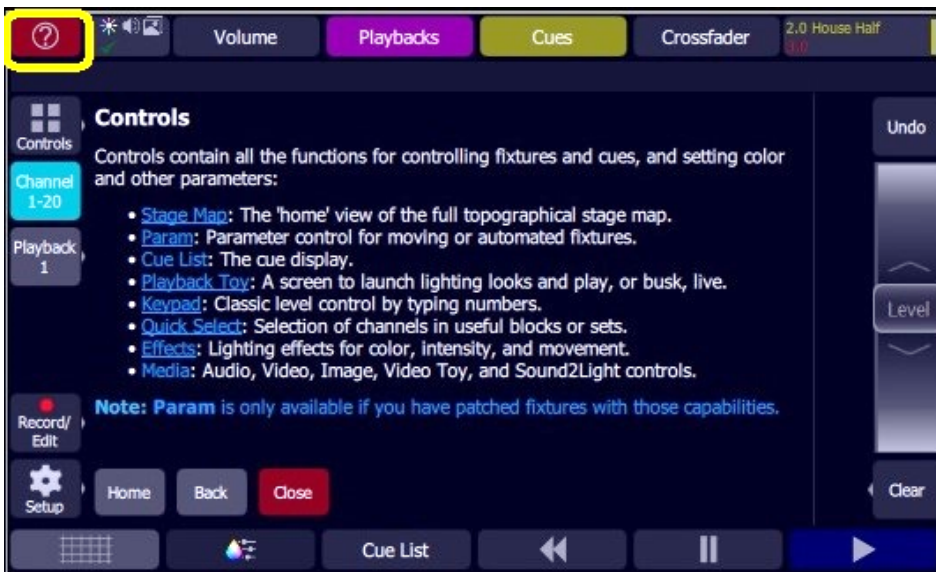 ?
Volume
Playbacks
Cues
Crossfader
2.0 House Half
3.0
Controls
Channel
1-20
Playback
1
Record/
Edit
Setup
Controls
Controls contain all the functions for controlling fixtures and cues, and setting color
and other parameters:
• Stage Map: The 'home' view of the full topographical stage map.
• Param: Parameter control for moving or automated fixtures.
• Cue List: The cue display.
• Playback Toy: A screen to launch lighting looks and play, or busk, live.
• Keypad: Classic level control by typing numbers.
• Quick Select: Selection of channels in useful blocks or sets.
• Effects: Lighting effects for color, intensity, and movement.
• Media: Audio, Video, Image, Video Toy, and Sound2Light controls.
Note: Param is only available if you have patched fixtures with those capabilities.
Home
Back
Close
Undo
Level
Clear
Cue List